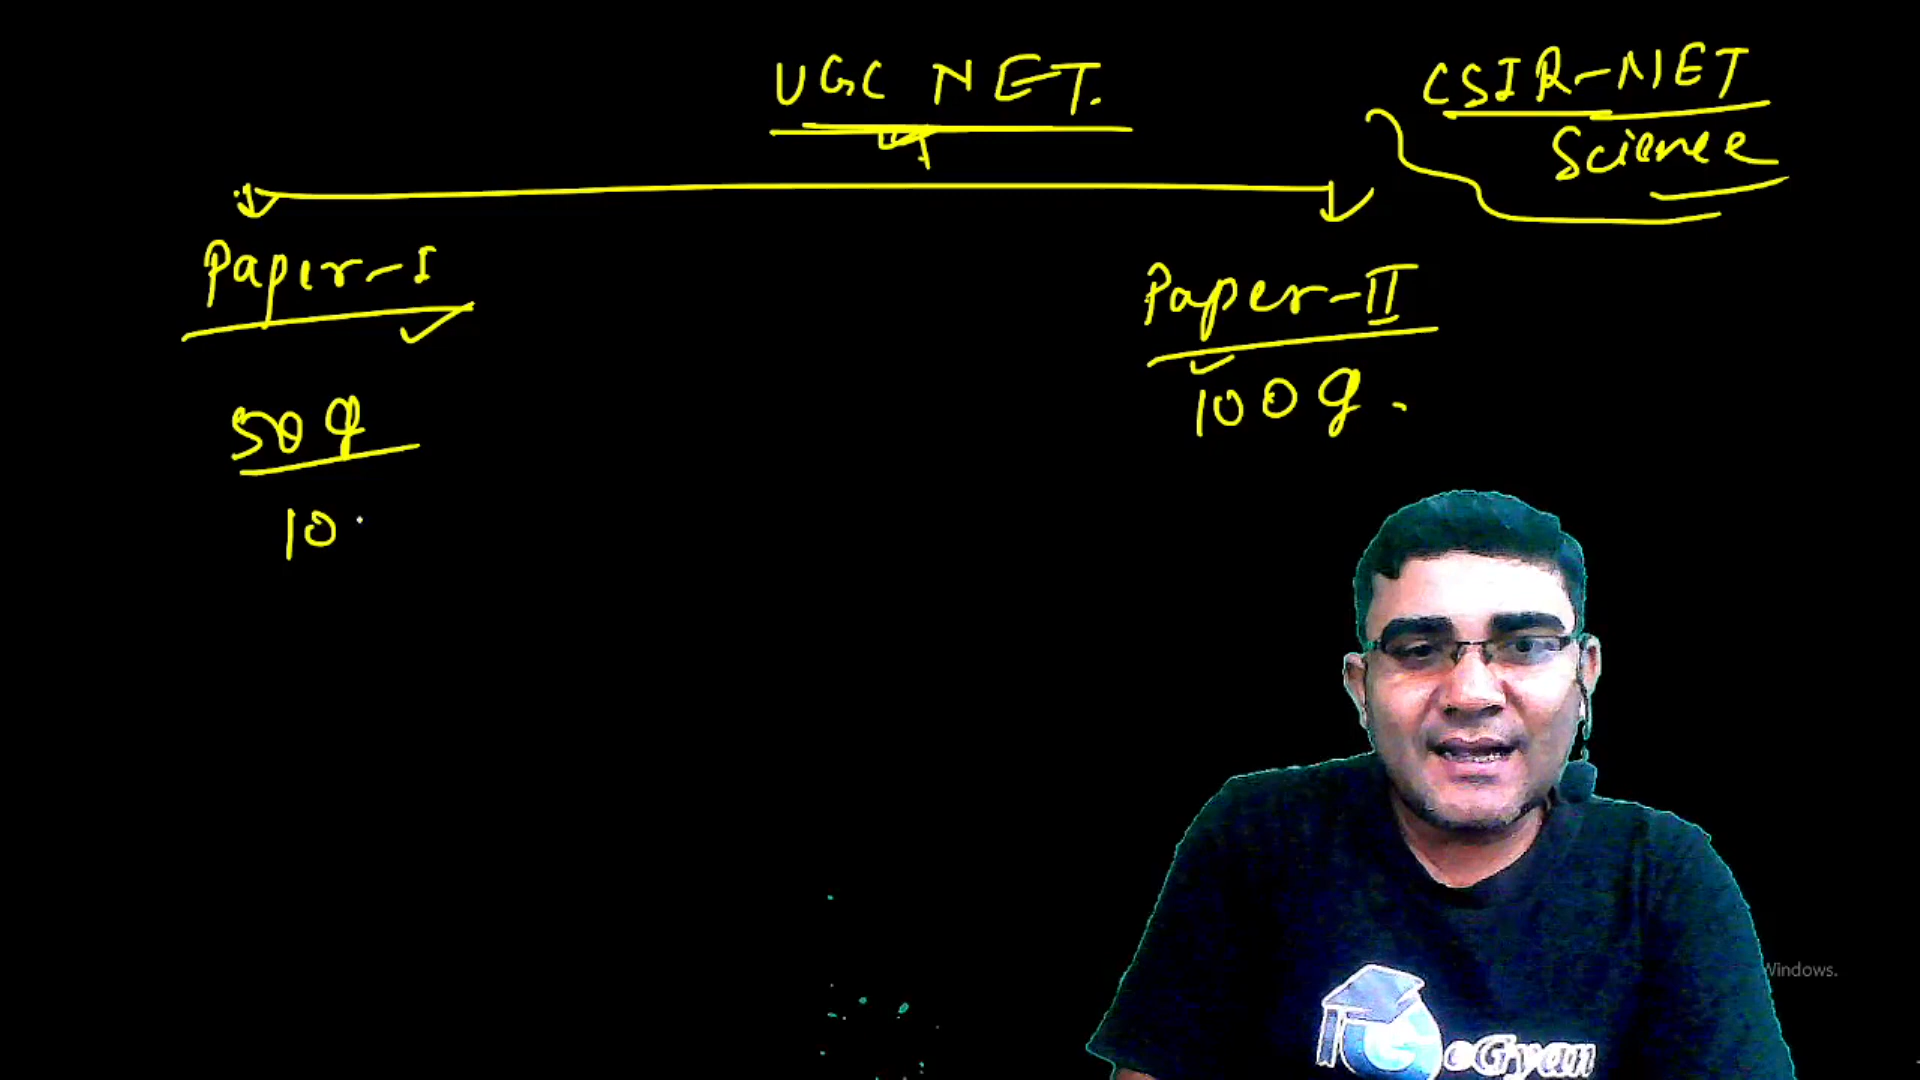 UGC NET.
CSIR-NET
Science
Paper-I
Paper-II
50 Q
100 Q.
10
Windows.
eGyan